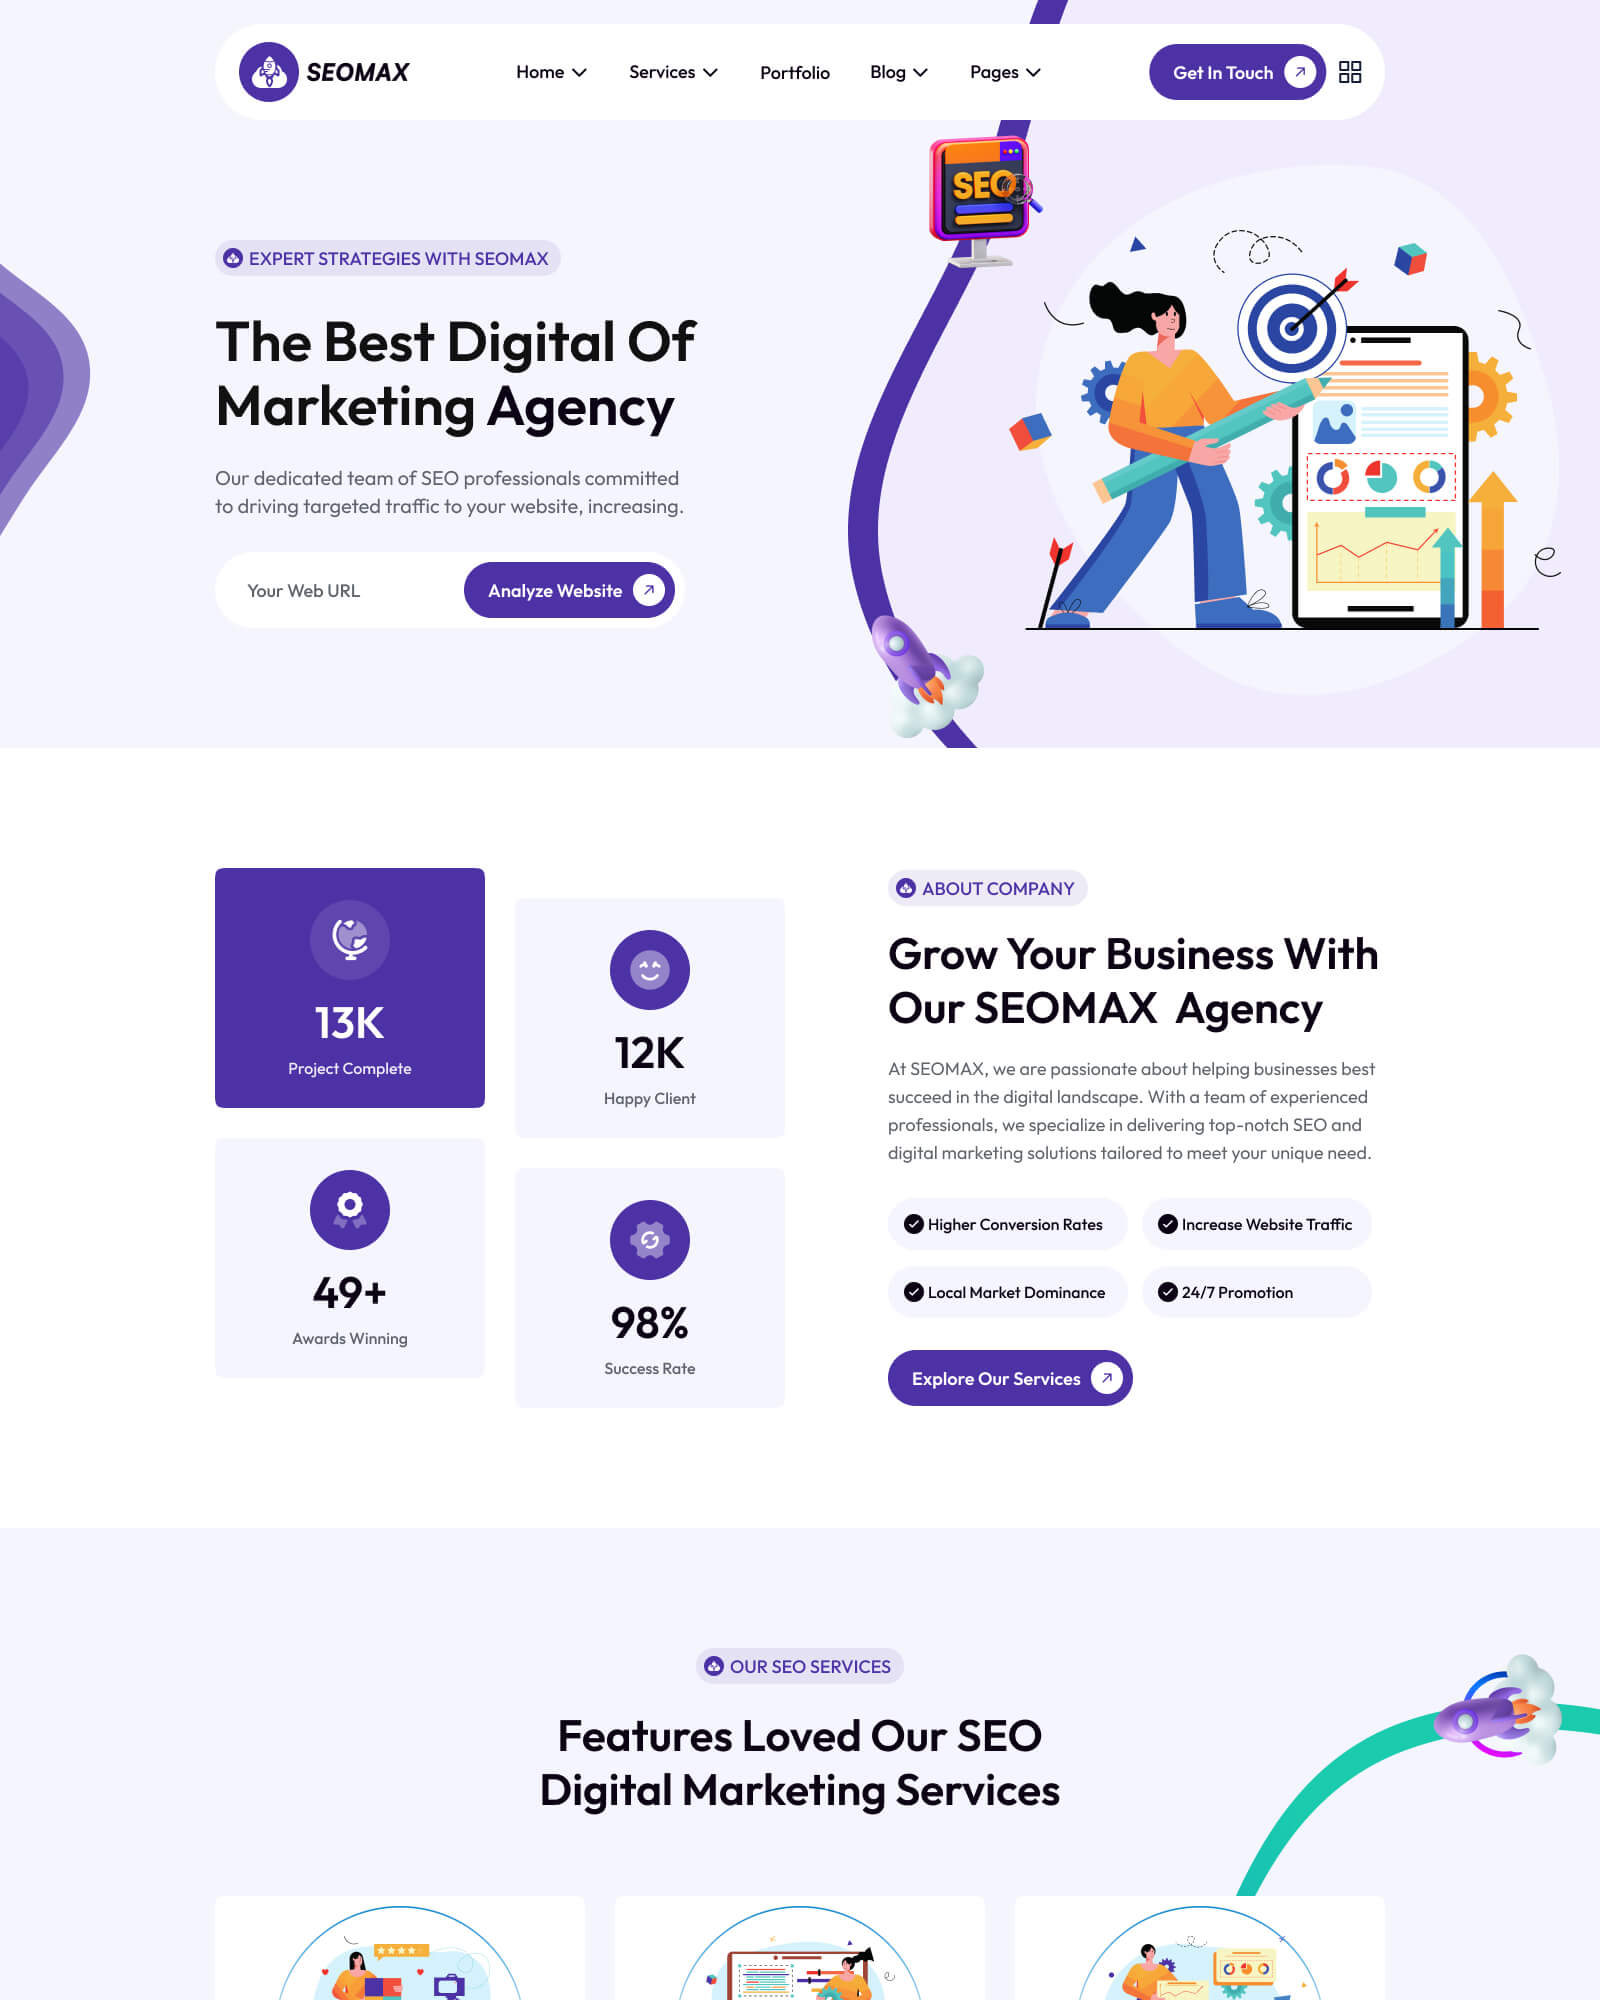 SEOMAX
Home
Services
Portfolio
Blog
Pages
Get In Touch
SEO
EXPERT STRATEGIES WITH SEOMAX
The Best Digital Of
Marketing Agency
Our dedicated team of SEO professionals committed
to driving targeted traffic to your website, increasing.
Your Web URL
Analyze Website
13K
Project Complete
12K
Happy Client
49+
Awards Winning
98%
Success Rate
ABOUT COMPANY
Grow Your Business With
Our SEOMAX Agency
At SEOMAX, we are passionate about helping businesses best
succeed in the digital landscape. With a team of experienced
professionals, we specialize in delivering top-notch SEO and
digital marketing solutions tailored to meet your unique need.
Higher Conversion Rates
Increase Website Traffic
Local Market Dominance
24/7 Promotion
Explore Our Services
OUR SEO SERVICES
Features Loved Our SEO
Digital Marketing Services